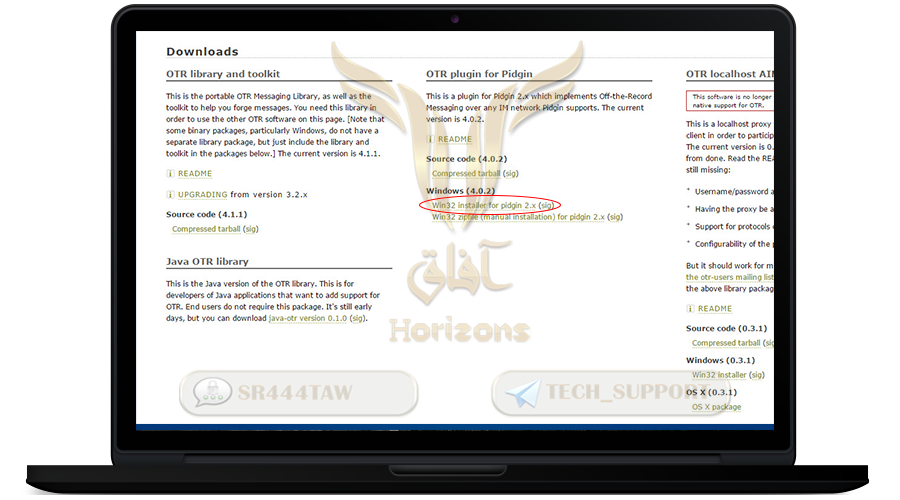 Downloads
OTR library and toolkit
This is the portable OTR Messaging Library, as well as the
toolkit to help you forge messages. You need this library in
order to use the other OTR software on this page. [Note that
some binary packages, particularly Windows, do not have a
separate library package, but just include the library and
toolkit in the packages below.] The current version is 4.1.1.
README
UPGRADING from version 3.2.x
Source code (4.1.1)
Compressed tarball (sig)
Java OTR library
This is the Java version of the OTR library. This is for
developers of Java applications that want to add support for
OTR. End users do not require this package. It's still early
days, but you can download java-otr version 0.1.0 (sig).
OTR plugin for Pidgin
This is a plugin for Pidgin 2.x which implements Off-the-Record
Messaging over any IM network Pidgin supports. The current
version is 4.0.2.
README
Source code (4.0.2)
Compressed tarball (sig)
Windows (4.0.2)
Win32 installer for pidgin 2.x (sig)
Win32 zipfile (manual installation) for pidgin 2.x (sig)
OTR localhost AIM
This software is no longer
native support for OTR.
This is a localhost proxy
client in order to particip
The current version is 0.
from done. Read the REA
still missing:
* Username/password a
* Having the proxy be a
* Support for protocols o
* Configurability of the p
But it should work for m
the otr-users mailing list
the above library packag
README
Source code (0.3.1)
Compressed tarball (sig
Windows (0.3.1)
Win32 installer (sig)
OS X (0.3.1)
OS X package
آفاق
Horizons
SR444TAW
TECH_SUPPORT